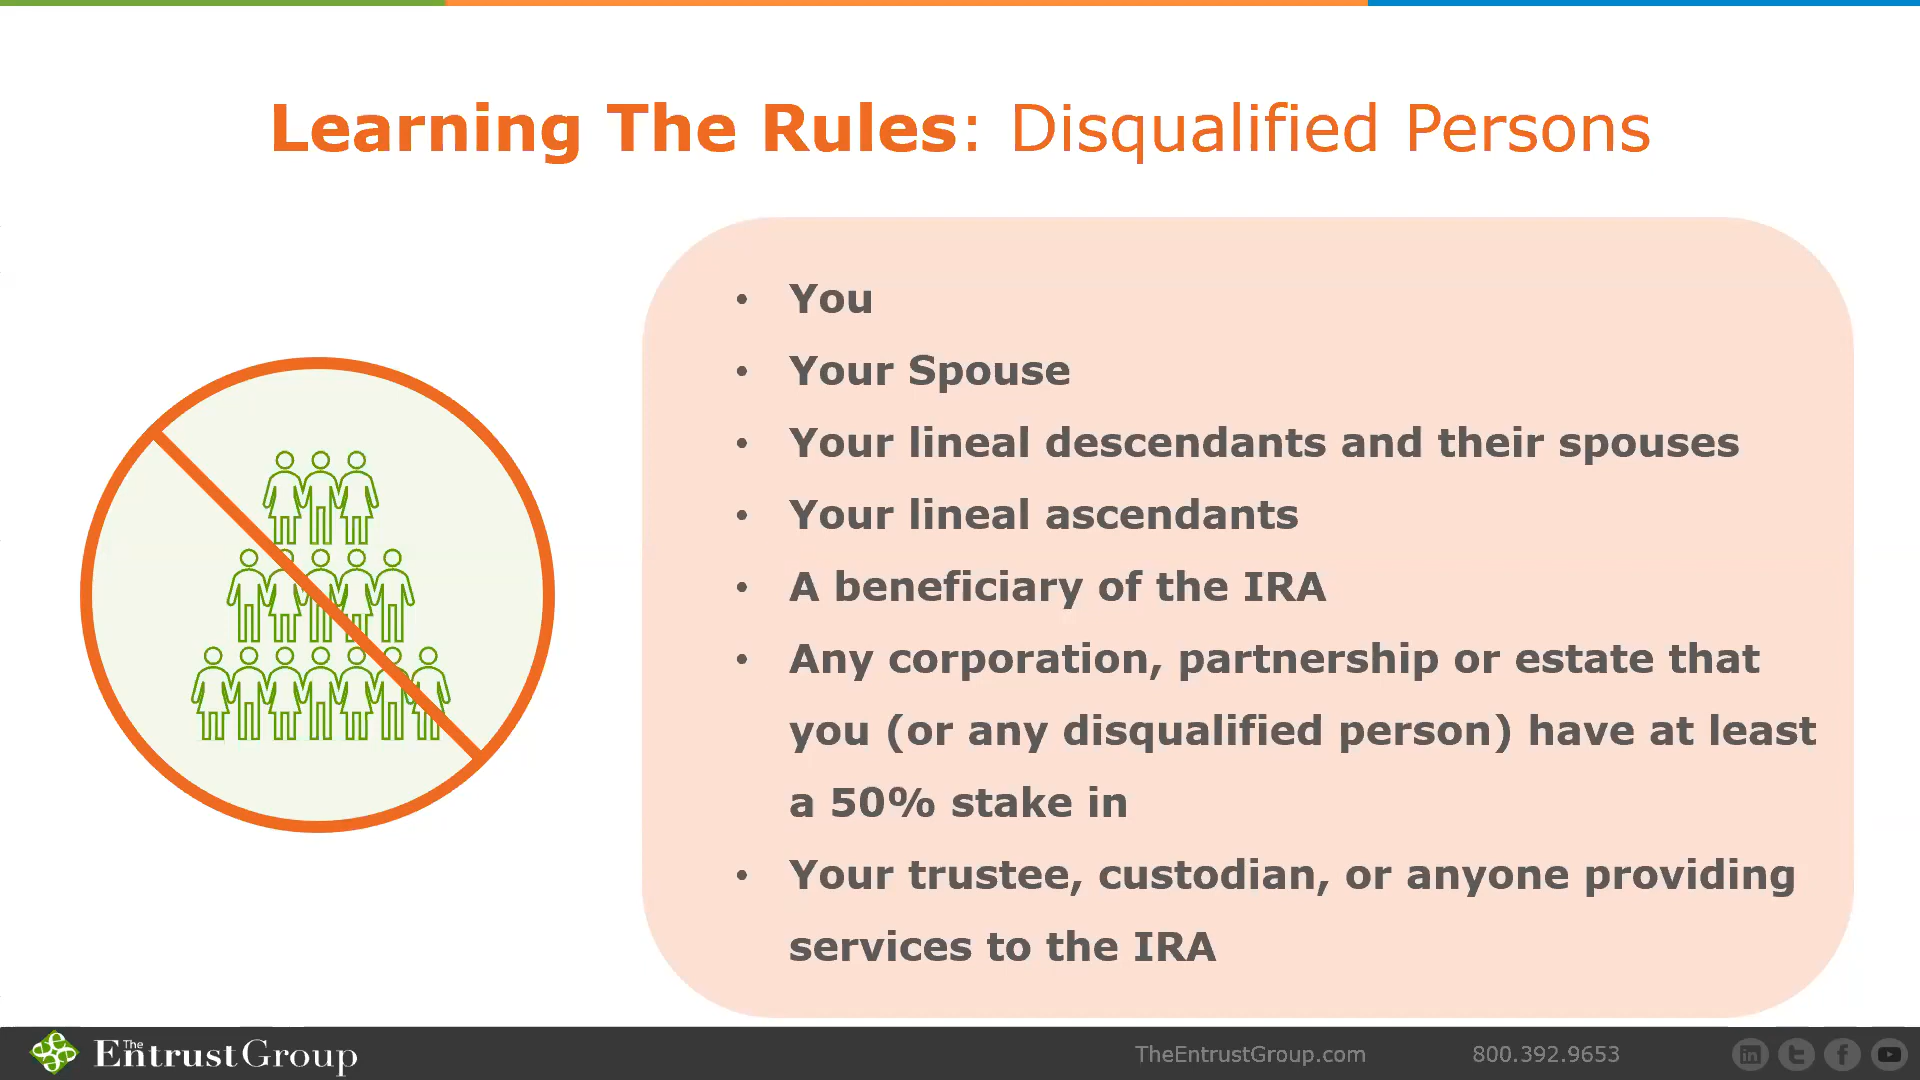 Learning The Rules: Disqualified Persons
• You
• Your Spouse
• Your lineal descendants and their spouses
• Your lineal ascendants
• A beneficiary of the IRA
• Any corporation, partnership or estate that
you (or any disqualified person) have at least
a 50% stake in
• Your trustee, custodian, or anyone providing
services to the IRA
The Entrust Group
TheEntrustGroup.com
800.392.9653